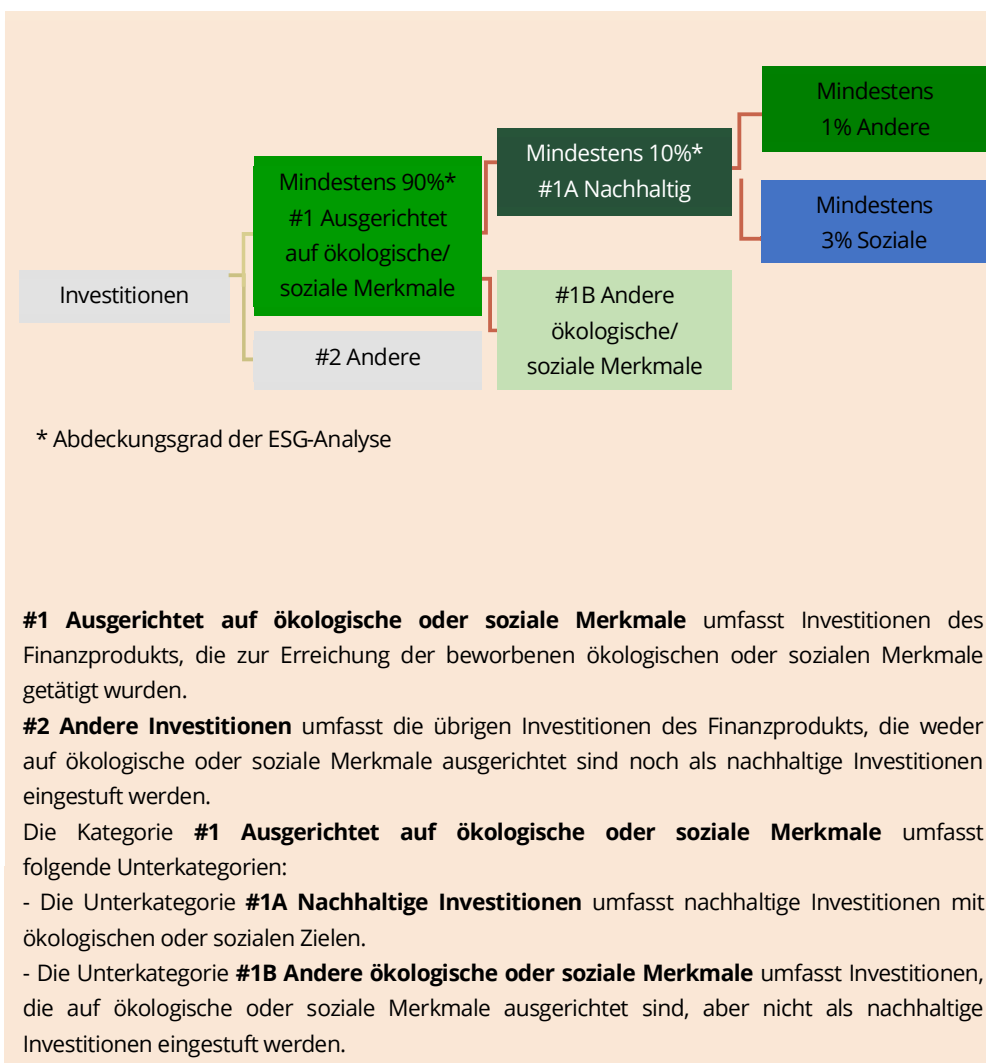 Investitionen
Mindestens 90%*
#1 Ausgerichtet
auf ökologische/
soziale Merkmale
#2 Andere
Mindestens 10%*
#1A Nachhaltig
#1B Andere
ökologische/
soziale Merkmale
Mindestens
1% Andere
Mindestens
3% Soziale
* Abdeckungsgrad der ESG-Analyse
#1 Ausgerichtet auf ökologische oder soziale Merkmale umfasst Investitionen des
Finanzprodukts, die zur Erreichung der beworbenen ökologischen oder sozialen Merkmale
getätigt wurden.
#2 Andere Investitionen umfasst die übrigen Investitionen des Finanzprodukts, die weder
auf ökologische oder soziale Merkmale ausgerichtet sind noch als nachhaltige Investitionen
eingestuft werden.
Die Kategorie #1 Ausgerichtet auf ökologische oder soziale Merkmale umfasst
folgende Unterkategorien:
- Die Unterkategorie #1A Nachhaltige Investitionen umfasst nachhaltige Investitionen mit
ökologischen oder sozialen Zielen.
- Die Unterkategorie #1B Andere ökologische oder soziale Merkmale umfasst Investitionen,
die auf ökologische oder soziale Merkmale ausgerichtet sind, aber nicht als nachhaltige
Investitionen eingestuft werden.